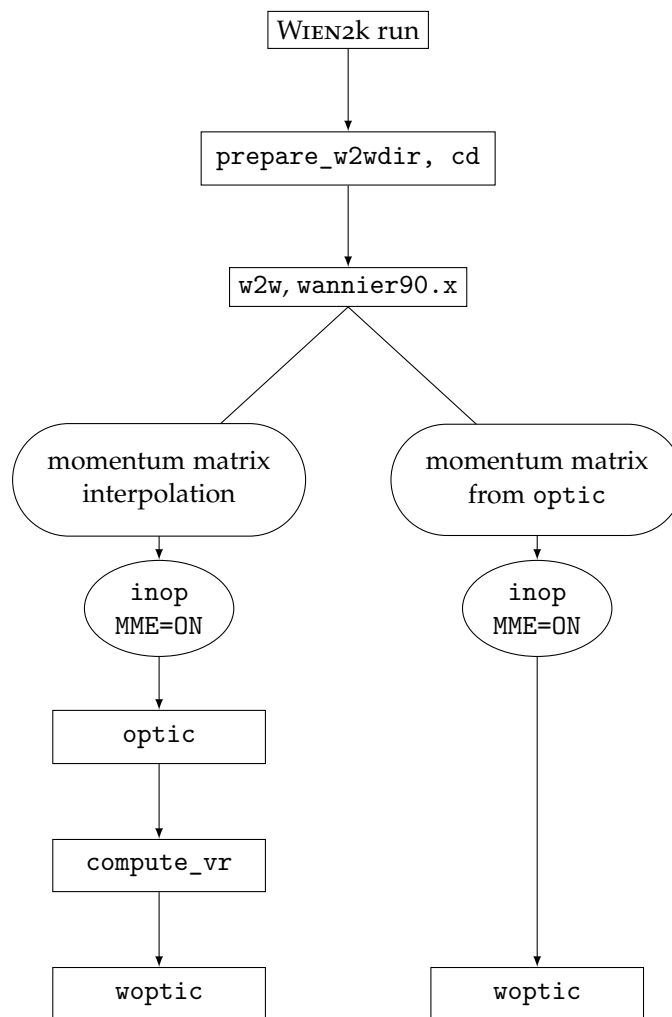 WIEN2k run
prepare_w2wdir, cd
w2w, wannier90.x
momentum matrix
interpolation
momentum matrix
from optic
inop
MME=ON
inop
MME=ON
optic
compute_vr
woptic
woptic